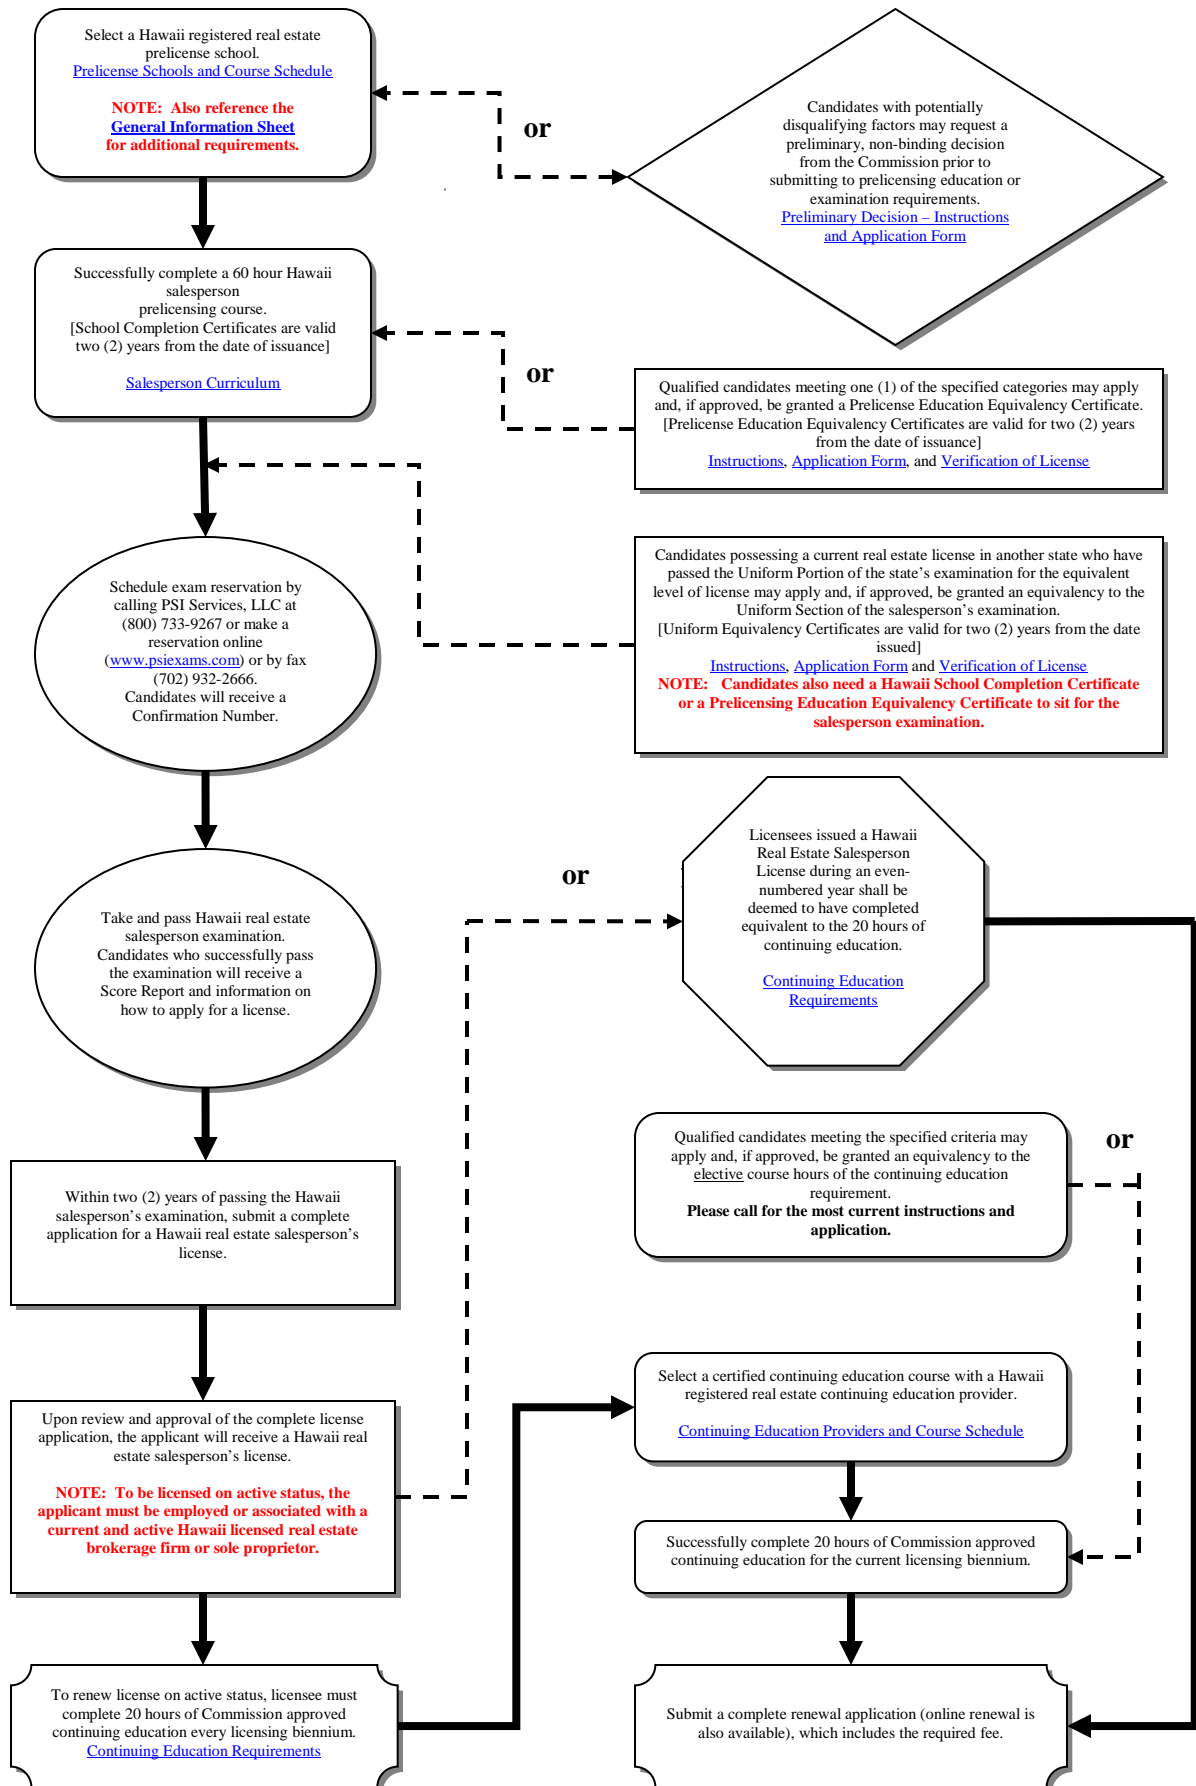 Select a Hawaii registered real estate
prelicense school.
Prelicense Schools and Course Schedule
NOTE: Also reference the
General Information Sheet
for additional requirements.
or
Candidates with potentially
disqualifying factors may request a
preliminary, non-binding decision
from the Commission prior to
submitting to prelicensing education or
examination requirements.
Preliminary Decision – Instructions
and Application Form
Successfully complete a 60 hour Hawaii
salesperson
prelicensing course.
[School Completion Certificates are valid
two (2) years from the date of issuance]
Salesperson Curriculum
or
Qualified candidates meeting one (1) of the specified categories may apply
and, if approved, be granted a Prelicense Education Equivalency Certificate.
[Prelicense Education Equivalency Certificates are valid for two (2) years
from the date of issuance]
Instructions, Application Form, and Verification of License
Candidates possessing a current real estate license in another state who have
passed the Uniform Portion of the state’s examination for the equivalent
level of license may apply and, if approved, be granted an equivalency to the
Uniform Section of the salesperson’s examination.
[Uniform Equivalency Certificates are valid for two (2) years from the date
issued]
Instructions, Application Form and Verification of License
NOTE: Candidates also need a Hawaii School Completion Certificate
or a Prelicensing Education Equivalency Certificate to sit for the
salesperson examination.
Schedule exam reservation by
calling PSI Services, LLC at
(800) 733-9267 or make a
reservation online
(www.psiexams.com) or by fax
(702) 932-2666.
Candidates will receive a
Confirmation Number.
Take and pass Hawaii real estate
salesperson examination.
Candidates who successfully pass
the examination will receive a
Score Report and information on
how to apply for a license.
or
Licensees issued a Hawaii
Real Estate Salesperson
License during an even-
numbered year shall be
deemed to have completed
equivalent to the 20 hours of
continuing education.
Continuing Education
Requirements
Within two (2) years of passing the Hawaii
salesperson’s examination, submit a complete
application for a Hawaii real estate salesperson’s
license.
Qualified candidates meeting the specified criteria may
apply and, if approved, be granted an equivalency to the
elective course hours of the continuing education
requirement.
Please call for the most current instructions and
application.
or
Upon review and approval of the complete license
application, the applicant will receive a Hawaii real
estate salesperson’s license.
NOTE: To be licensed on active status, the
applicant must be employed or associated with a
current and active Hawaii licensed real estate
brokerage firm or sole proprietor.
Select a certified continuing education course with a Hawaii
registered real estate continuing education provider.
Continuing Education Providers and Course Schedule
Successfully complete 20 hours of Commission approved
continuing education for the current licensing biennium.
To renew license on active status, licensee must
complete 20 hours of Commission approved
continuing education every licensing biennium.
Continuing Education Requirements
Submit a complete renewal application (online renewal is
also available), which includes the required fee.